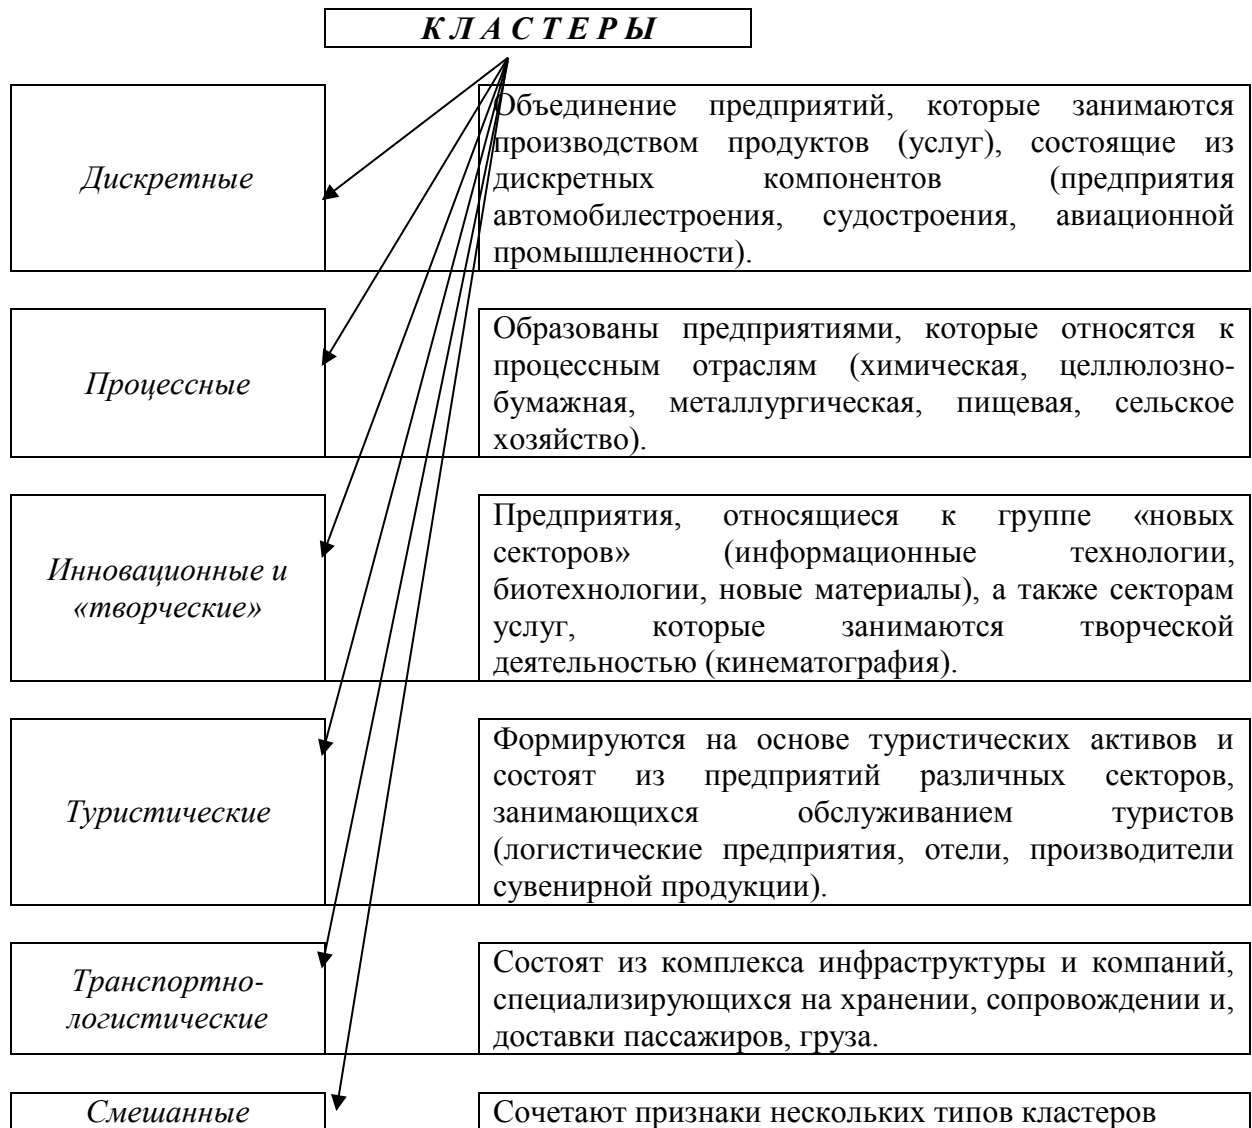 К Л А С Т Е Р Ы
Дискретные
Объединение предприятий, которые занимаются
производством продуктов (услуг), состоящие из
дискретных компонентов (предприятия
автомобилестроения, судостроения, авиационной
промышленности).
Процессные
Образованы предприятиями, которые относятся к
процессным отраслям (химическая, целлюлозно-
бумажная, металлургическая, пищевая, сельское
хозяйство).
Инновационные и
«творческие»
Предприятия, относящиеся к группе «новых
секторов» (информационные технологии,
биотехнологии, новые материалы), а также секторам
услуг, которые занимаются творческой
деятельностью (кинематография).
Туристические
Формируются на основе туристических активов и
состоят из предприятий различных секторов,
занимающихся обслуживанием туристов
(логистические предприятия, отели, производители
сувенирной продукции).
Транспортно-
логистические
Состоят из комплекса инфраструктуры и компаний,
специализирующихся на хранении, сопровождении и,
доставки пассажиров, груза.
Смешанные
Сочетают признаки нескольких типов кластеров